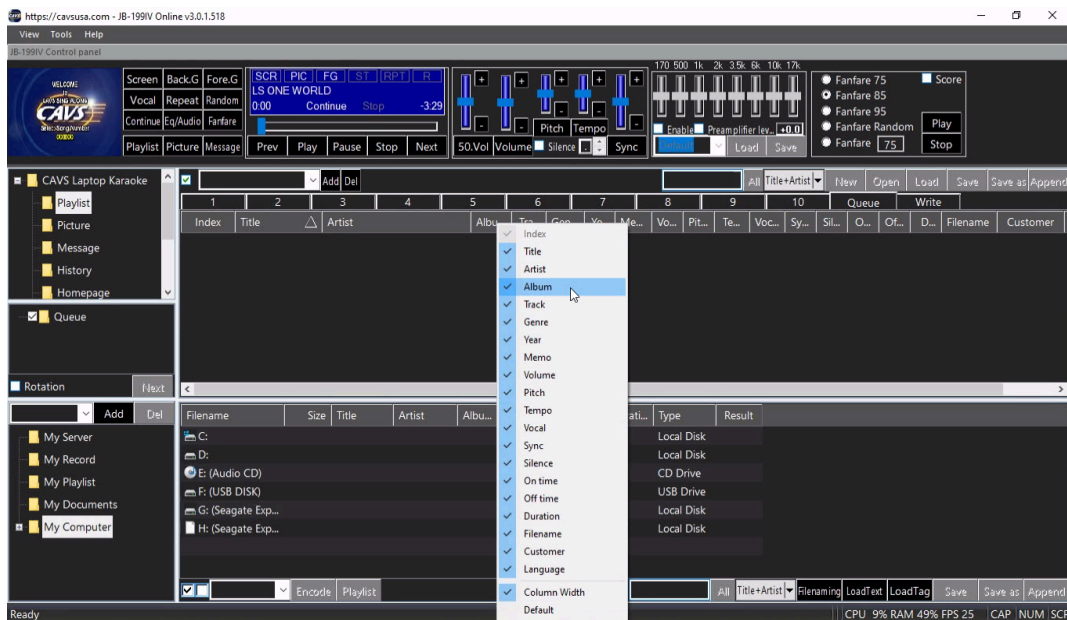 https://cavsusa.com - JB-199IV Online v3.0.1.518
View Tools Help
JB-199IV Control panel
WELCOME
CAVS
Screen Back.G Fore.G
Vocal Repeat Random
Continue Eq/Audio Fanfare
Playlist Picture Message
SCR PIC FG ST RPT R
LS ONE WORLD
0:00 Continue Stop -3:29
Prev Play Pause Stop Next
+ + + + +
- - - - -
Pitch Tempo
50.Vol Volume Silence . Sync
170 500 1k 2k 3.5k 6k 10k 17k
Enable Preamplifier lev... +0.0
Default Load Save
Fanfare 75 Score
Fanfare 85
Fanfare 95
Fanfare Random Play
Fanfare 75 Stop
CAVS Laptop Karaoke
Playlist
Picture
Message
History
Homepage
Add Del
All Title+Artist New Open Load Save Save as Append
1 2 3 4 5 6 7 8 9 10 Queue Write
Index Title Artist Albu... Tra... Gen... Ye... Me... Vo... Pit... Te... Voc... Sy... Sil... O... Of... D... Filename Customer
Index
Title
Artist
Album
Track
Genre
Year
Memo
Volume
Pitch
Tempo
Vocal
Sync
Silence
On time
Off time
Duration
Filename
Customer
Language
Column Width
Default
Queue
Rotation Next
Add Del
My Server
My Record
My Playlist
My Documents
My Computer
Filename Size Title Artist Albu... ati... Type Result
C: Local Disk
D: Local Disk
E: (Audio CD) CD Drive
F: (USB DISK) USB Drive
G: (Seagate Exp... Local Disk
H: (Seagate Exp... Local Disk
Encode Playlist
All Title+Artist Filenaming LoadText LoadTag Save Save as Append
Ready
CPU 9% RAM 49% FPS 25 CAP NUM SCR